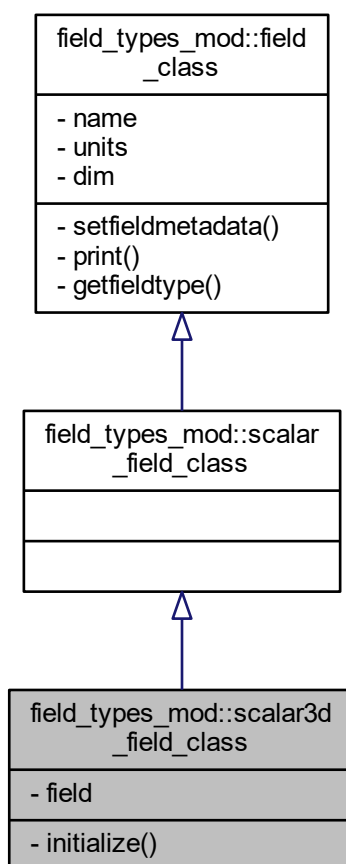 field_types_mod::field
_class
- name
- units
- dim
- setfieldmetadata()
- print()
- getfieldtype()
field_types_mod::scalar
_field_class
field_types_mod::scalar3d
_field_class
- field
- initialize()